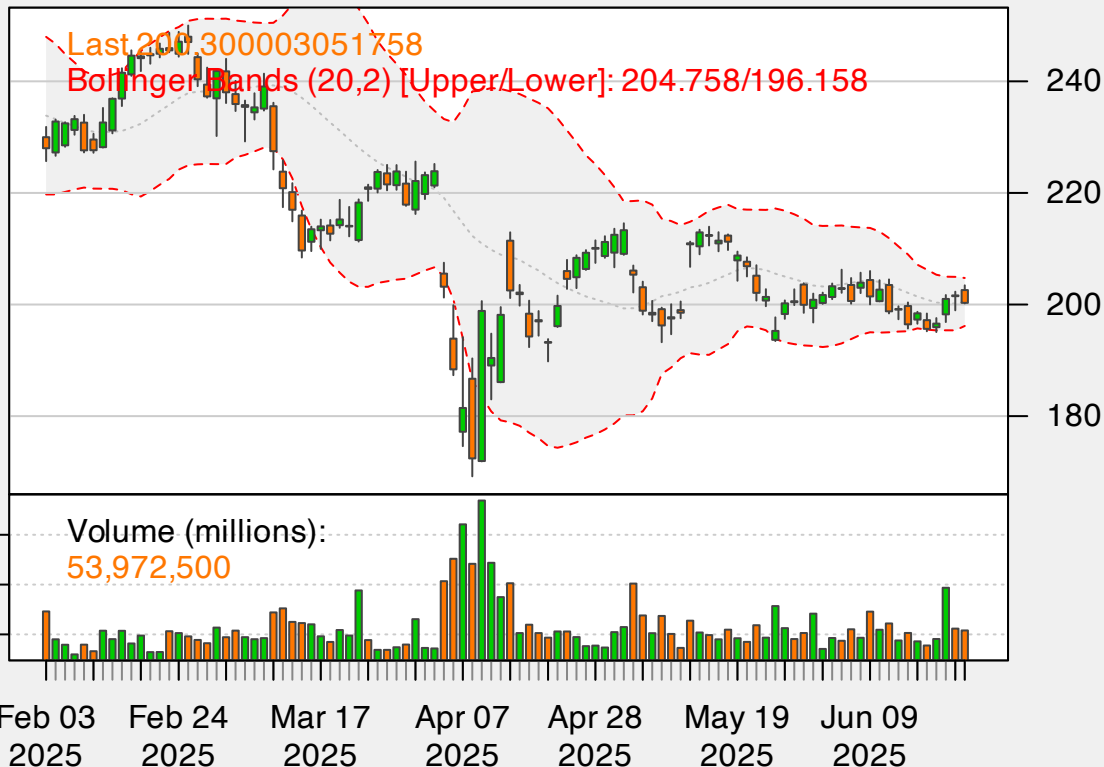 Last 200.300003051758
Bollinger Bands (20,2) [Upper/Lower]: 204.758/196.158
240
220
200
180
Volume (millions):
53,972,500
Feb 03 Feb 24 Mar 17 Apr 07 Apr 28 May 19 Jun 09
2025 2025 2025 2025 2025 2025 2025